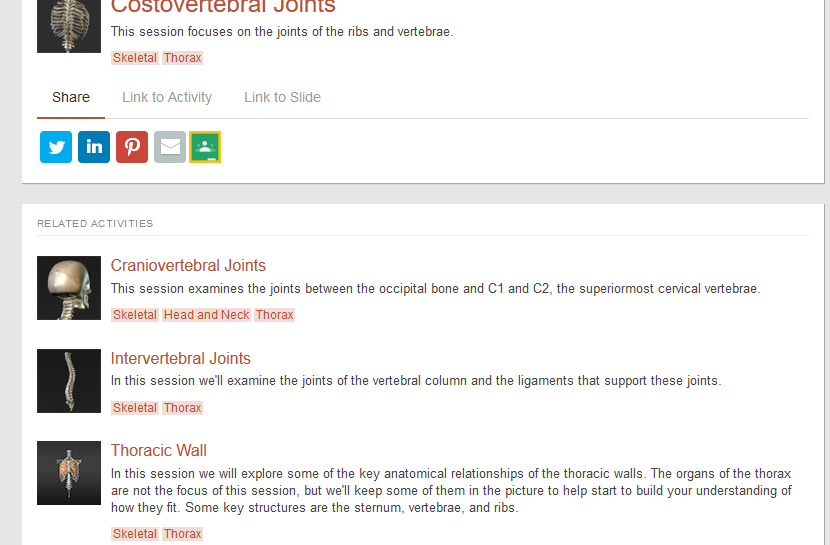 Costovertebral Joints
This session focuses on the joints of the ribs and vertebrae.
Skeletal Thorax
Share Link to Activity Link to Slide
in
RELATED ACTIVITIES
Craniovertebral Joints
This session examines the joints between the occipital bone and C1 and C2, the superiormost cervical vertebrae.
Skeletal Head and Neck Thorax
Intervertebral Joints
In this session we'll examine the joints of the vertebral column and the ligaments that support these joints.
Skeletal Thorax
Thoracic Wall
In this session we will explore some of the key anatomical relationships of the thoracic walls. The organs of the thorax
are not the focus of this session, but we'll keep some of them in the picture to help start to build your understanding of
how they fit. Some key structures are the sternum, vertebrae, and ribs.
Skeletal Thorax